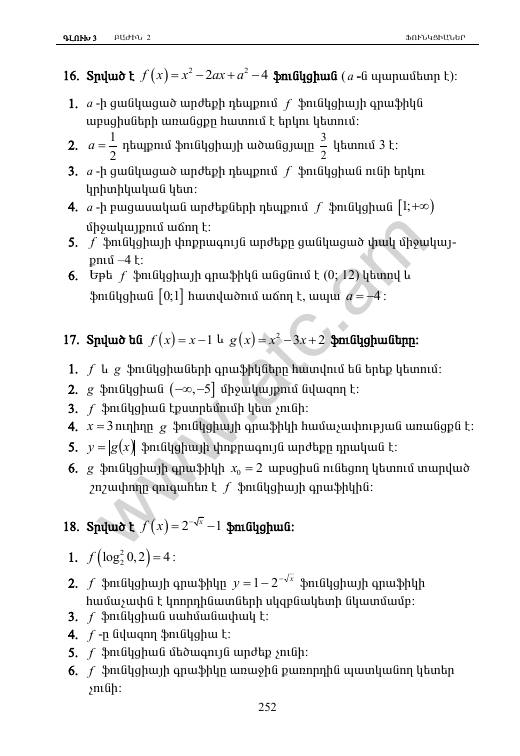 ԳԼՈՒԽ 3 ԲԱԺԻՆ 2 ՖՈՒՆԿՑԻԱՆԵՐ
16. Տրված է f(x) = x² − 2ax + a² − 4 ֆունկցիան (a -ն պարամետր է):
1. a -ի ցանկացած արժեքի դեպքում f ֆունկցիայի գրաֆիկն
աբսցիսների առանցքը հատում է երկու կետում:
2. a = 1/2 դեպքում ֆունկցիայի ածանցյալը 3/2 կետում 3 է:
3. a -ի ցանկացած արժեքի դեպքում f ֆունկցիան ունի երկու
կրիտիկական կետ:
4. a -ի բացասական արժեքների դեպքում f ֆունկցիան [1; +∞)
միջակայքում աճող է:
5. f ֆունկցիայի փոքրագույն արժեքը ցանկացած փակ միջակայ-
քում –4 է:
6. Եթե f ֆունկցիայի գրաֆիկն անցնում է (0; 12) կետով և
ֆունկցիան [0;1] հատվածում աճող է, ապա a = −4 :
17. Տրված են f(x) = x − 1 և g(x) = x² − 3x + 2 ֆունկցիաները:
1. f և g ֆունկցիաների գրաֆիկները հատվում են երեք կետում:
2. g ֆունկցիան (−∞, −5] միջակայքում նվազող է:
3. f ֆունկցիան էքստրեմումի կետ չունի:
4. x = 3 ուղիղը g ֆունկցիայի գրաֆիկի համաչափության առանցքն է:
5. y = |g(x)| ֆունկցիայի փոքրագույն արժեքը դրական է:
6. g ֆունկցիայի գրաֆիկի x₀ = 2 աբսցիս ունեցող կետում տարված
շոշափողը զուգահեռ է f ֆունկցիայի գրաֆիկին:
18. Տրված է f(x) = 2^(−√x) − 1 ֆունկցիան:
1. f(log₂² 0,2) = 4 :
2. f ֆունկցիայի գրաֆիկը y = 1 − 2^(−√x) ֆունկցիայի գրաֆիկի
համաչափն է կոորդինատների սկզբնակետի նկատմամբ:
3. f ֆունկցիան սահմանափակ է:
4. f -ը նվազող ֆունկցիա է:
5. f ֆունկցիան մեծագույն արժեք չունի:
6. f ֆունկցիայի գրաֆիկը առաջին քառորդին պատկանող կետեր
չունի:
252
www.atc.am